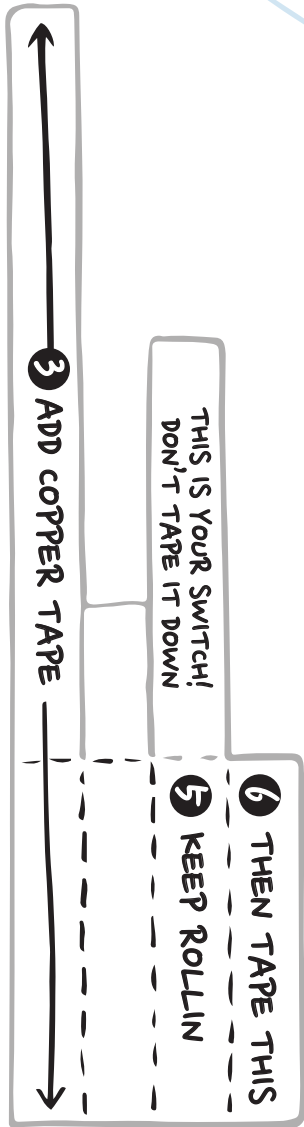 3 ADD COPPER TAPE
THIS IS YOUR SWITCH!
DON'T TAPE IT DOWN
5 KEEP ROLLIN
6 THEN TAPE THIS